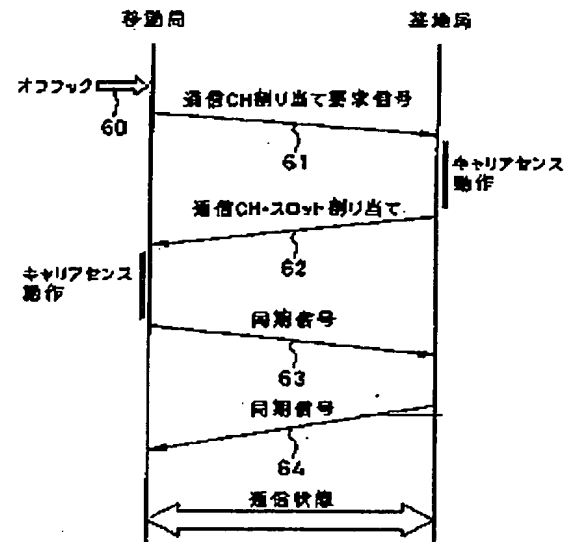 移動局
基地局
オフフック
60
通信CH割り当て要求信号
61
キャリアセンス
動作
通信CH・スロット割り当て
62
キャリアセンス
動作
同期信号
63
同期信号
64
通信状態